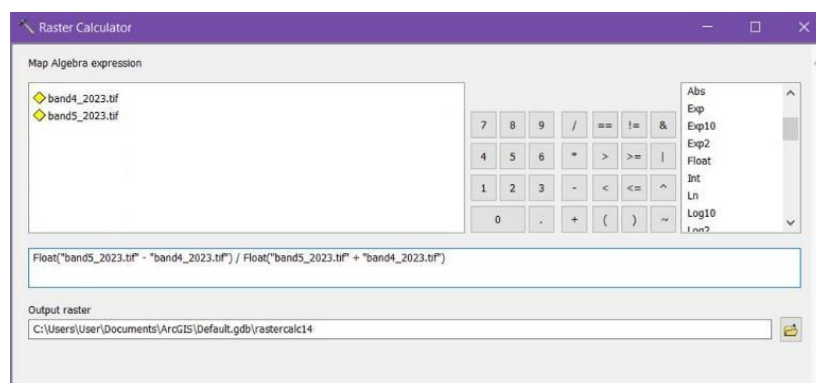 Raster Calculator
Map Algebra expression
band4_2023.tif
band5_2023.tif
7 8 9 / == != &
4 5 6 * > >= |
1 2 3 - < <= ^
0 . + ( ) ~
Abs
Exp
Exp10
Exp2
Float
Int
Ln
Log10
Log2
Float("band5_2023.tif" - "band4_2023.tif") / Float("band5_2023.tif" + "band4_2023.tif")
Output raster
C:\Users\User\Documents\ArcGIS\Default.gdb\rastercalc14